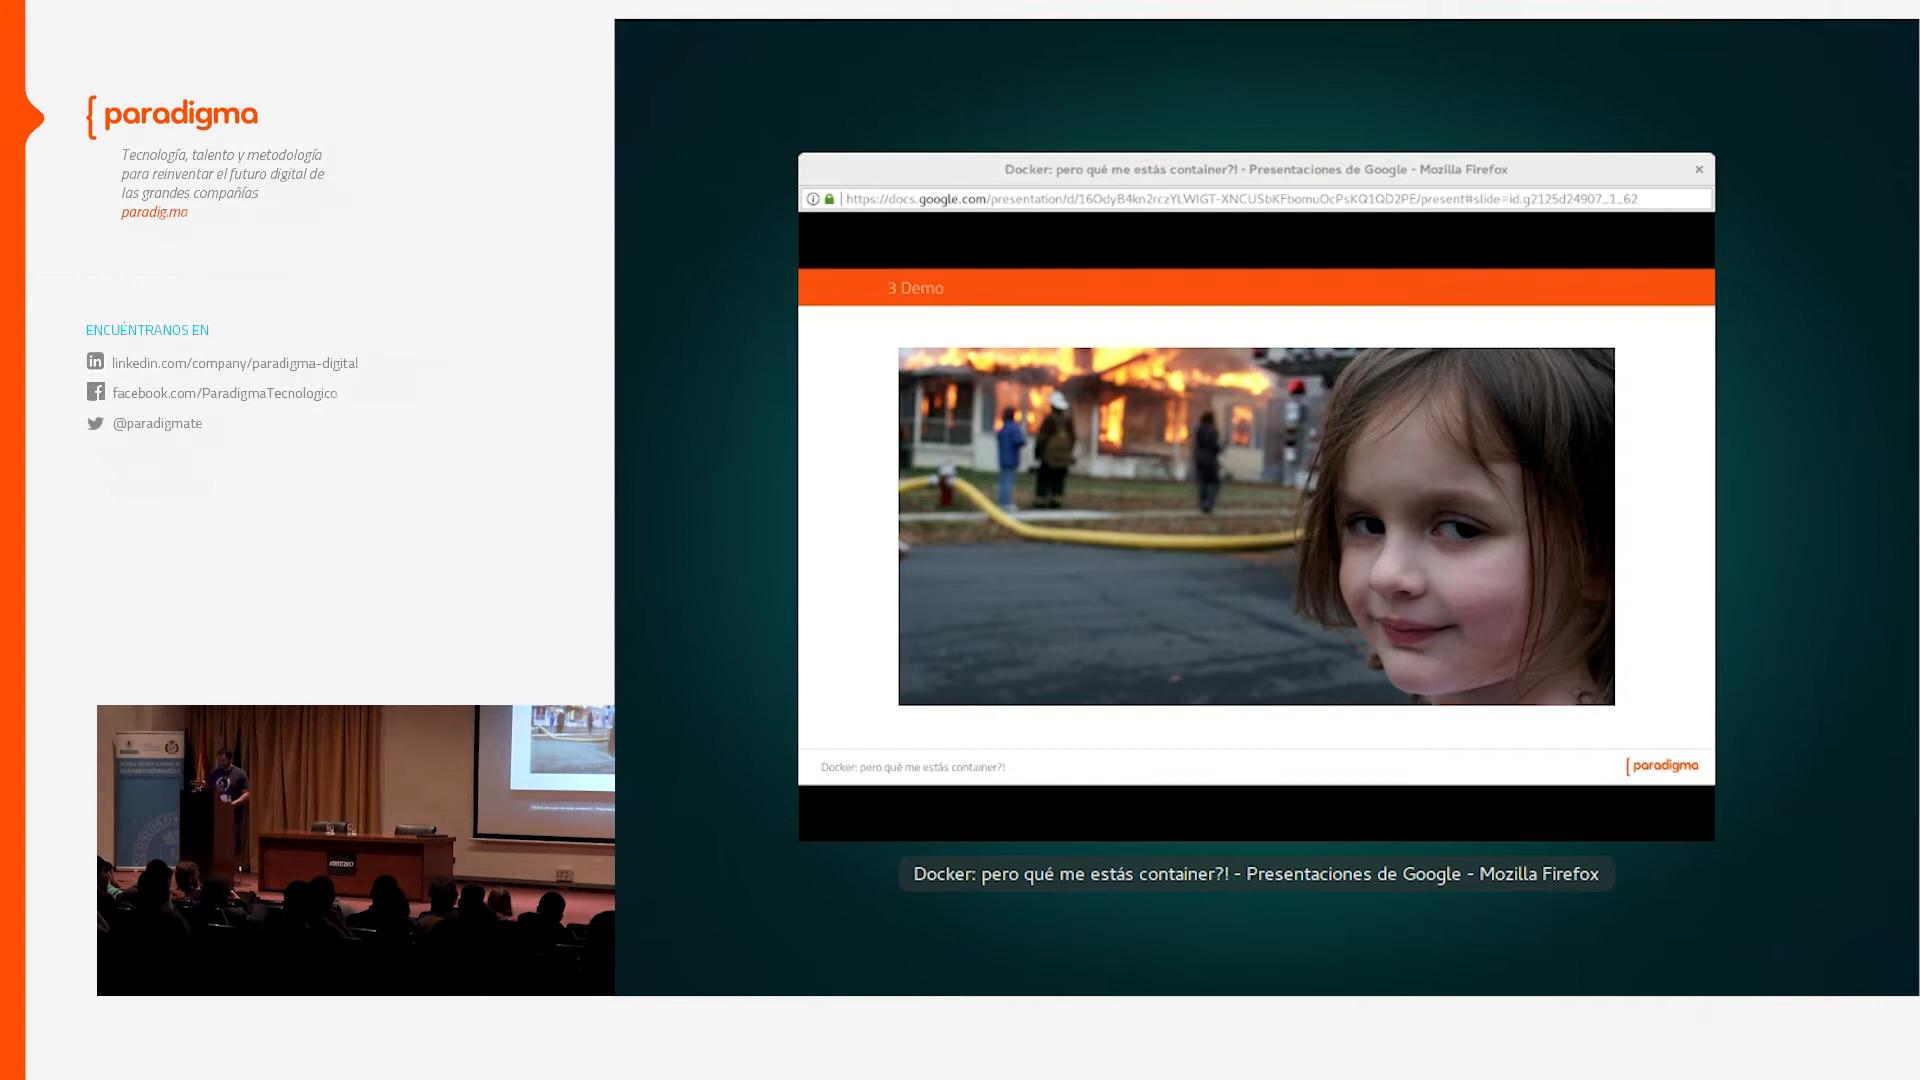 { paradigma
Tecnología, talento y metodología
para reinventar el futuro digital de
las grandes compañías
paradig.ma
ENCUÉNTRANOS EN
in linkedin.com/company/paradigma-digital
f facebook.com/ParadigmaTecnologico
@paradigmate
Docker: pero qué me estás container?! - Presentaciones de Google - Mozilla Firefox
https://docs.google.com/presentation/d/16OdyB4kn2rczYLWIGT-XNCUSbKFbomuOcPsKQ1QD2PE/present#slide=id.g2125d24907_1_62
3 Demo
Docker: pero qué me estás container?!
{ paradigma
Docker: pero qué me estás container?! - Presentaciones de Google - Mozilla Firefox